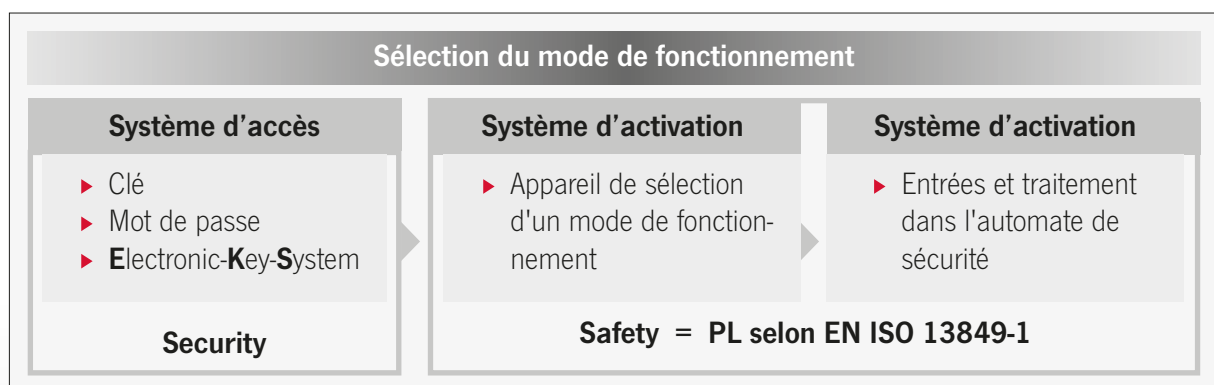 Sélection du mode de fonctionnement
Système d'accès
Clé
Mot de passe
Electronic-Key-System
Security
Système d'activation
Appareil de sélection
d'un mode de fonction-
nement
Système d'activation
Entrées et traitement
dans l'automate de
sécurité
Safety = PL selon EN ISO 13849-1